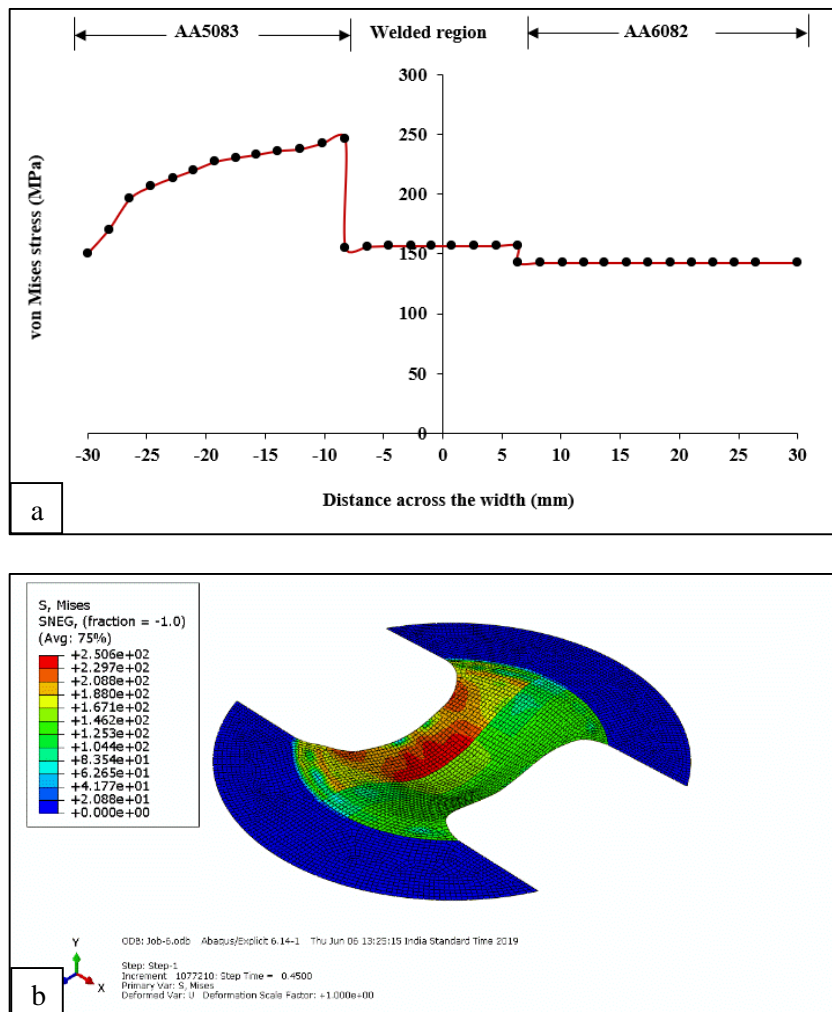 AA5083 Welded region AA6082
300
250
200
150
100
50
0
von Mises stress (MPa)
-30 -25 -20 -15 -10 -5 0 5 10 15 20 25 30
Distance across the width (mm)
a
S, Mises
SNEG, (fraction = -1.0)
(Avg: 75%)
+2.506e+02
+2.297e+02
+2.088e+02
+1.880e+02
+1.671e+02
+1.462e+02
+1.253e+02
+1.044e+02
+8.354e+01
+6.265e+01
+4.177e+01
+2.088e+01
+0.000e+00
Y
X
ODB: Job-6.odb Abaqus/Explicit 6.14-1 Thu Jun 06 13:25:15 India Standard Time 2019
Step: Step-1
Increment 1077210: Step Time = 0.4500
Primary Var: S, Mises
Deformed Var: U Deformation Scale Factor: +1.000e+00
b